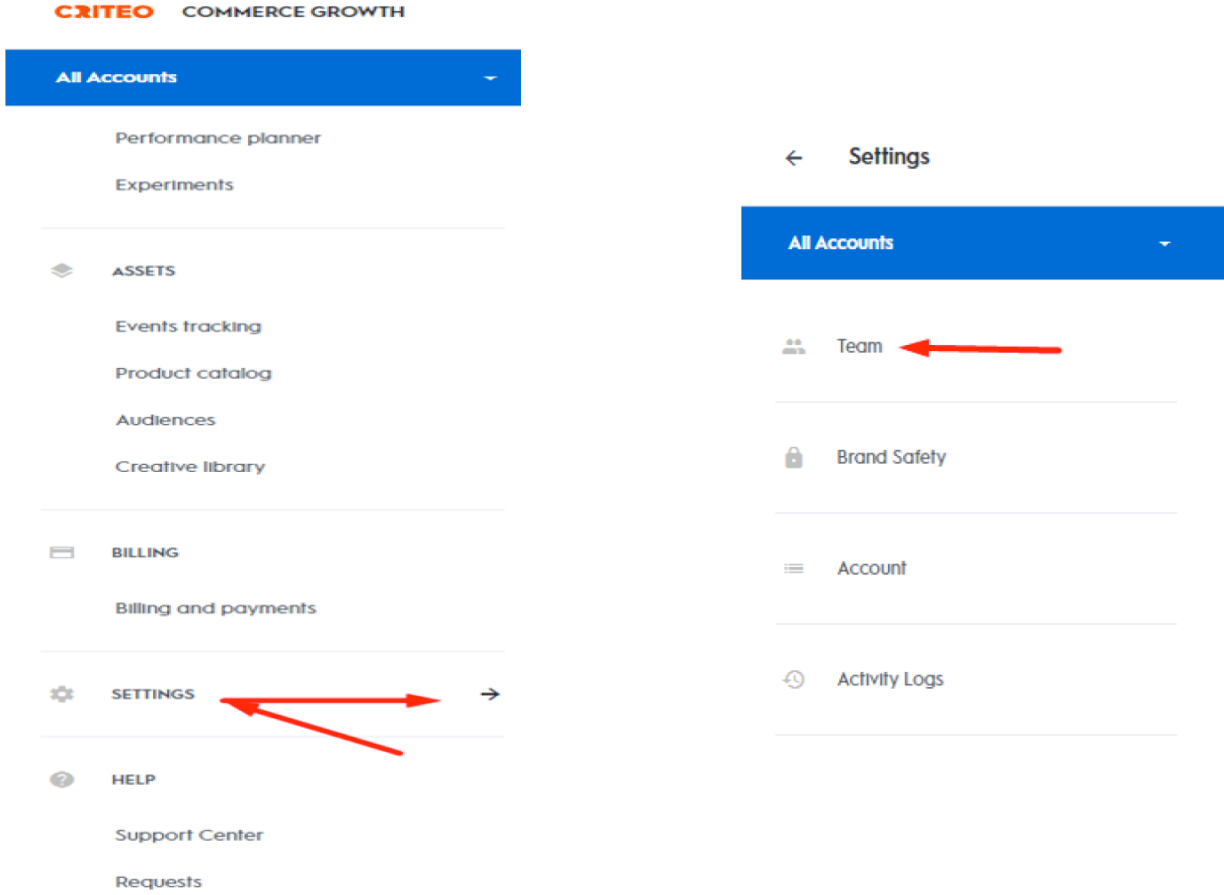 CRITEO COMMERCE GROWTH
All Accounts
Performance planner
Experiments
ASSETS
Events tracking
Product catalog
Audiences
Creative library
BILLING
Billing and payments
SETTINGS
HELP
Support Center
Requests
Settings
All Accounts
Team
Brand Safety
Account
Activity Logs